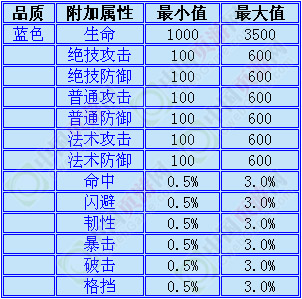 品质 附加属性 最小值 最大值
蓝色 生命 1000 3500
绝技攻击 100 600
绝技防御 100 600
普通攻击 100 600
普通防御 100 600
法术攻击 100 600
法术防御 100 600
命中 0.5% 3.0%
闪避 0.5% 3.0%
韧性 0.5% 3.0%
暴击 0.5% 3.0%
破击 0.5% 3.0%
格挡 0.5% 3.0%